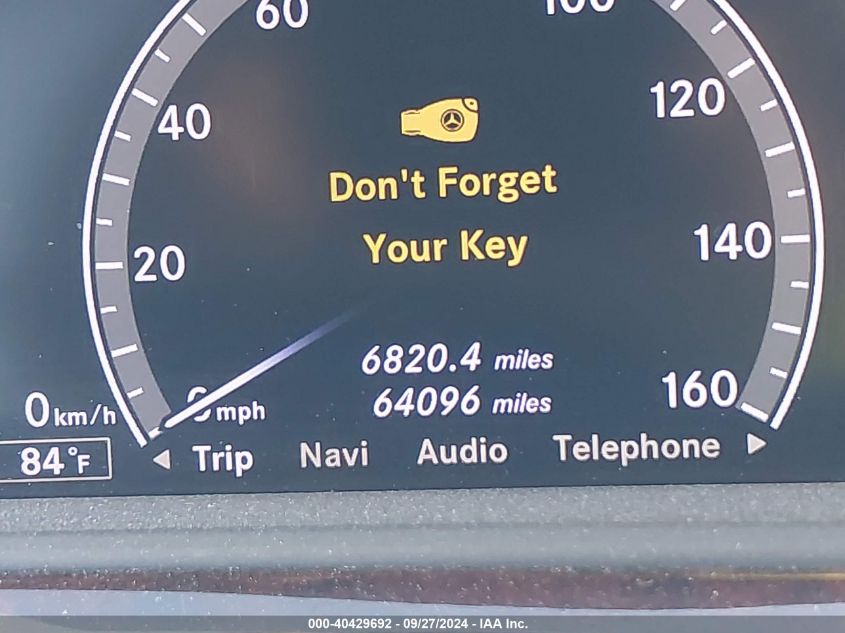 60
100
40
120
Don't Forget
Your Key
20
140
6820.4 miles
64096 miles
0 mph
160
0 km/h
84°F
Trip Navi Audio Telephone
000-40429692 - 09/27/2024 - IAA Inc.